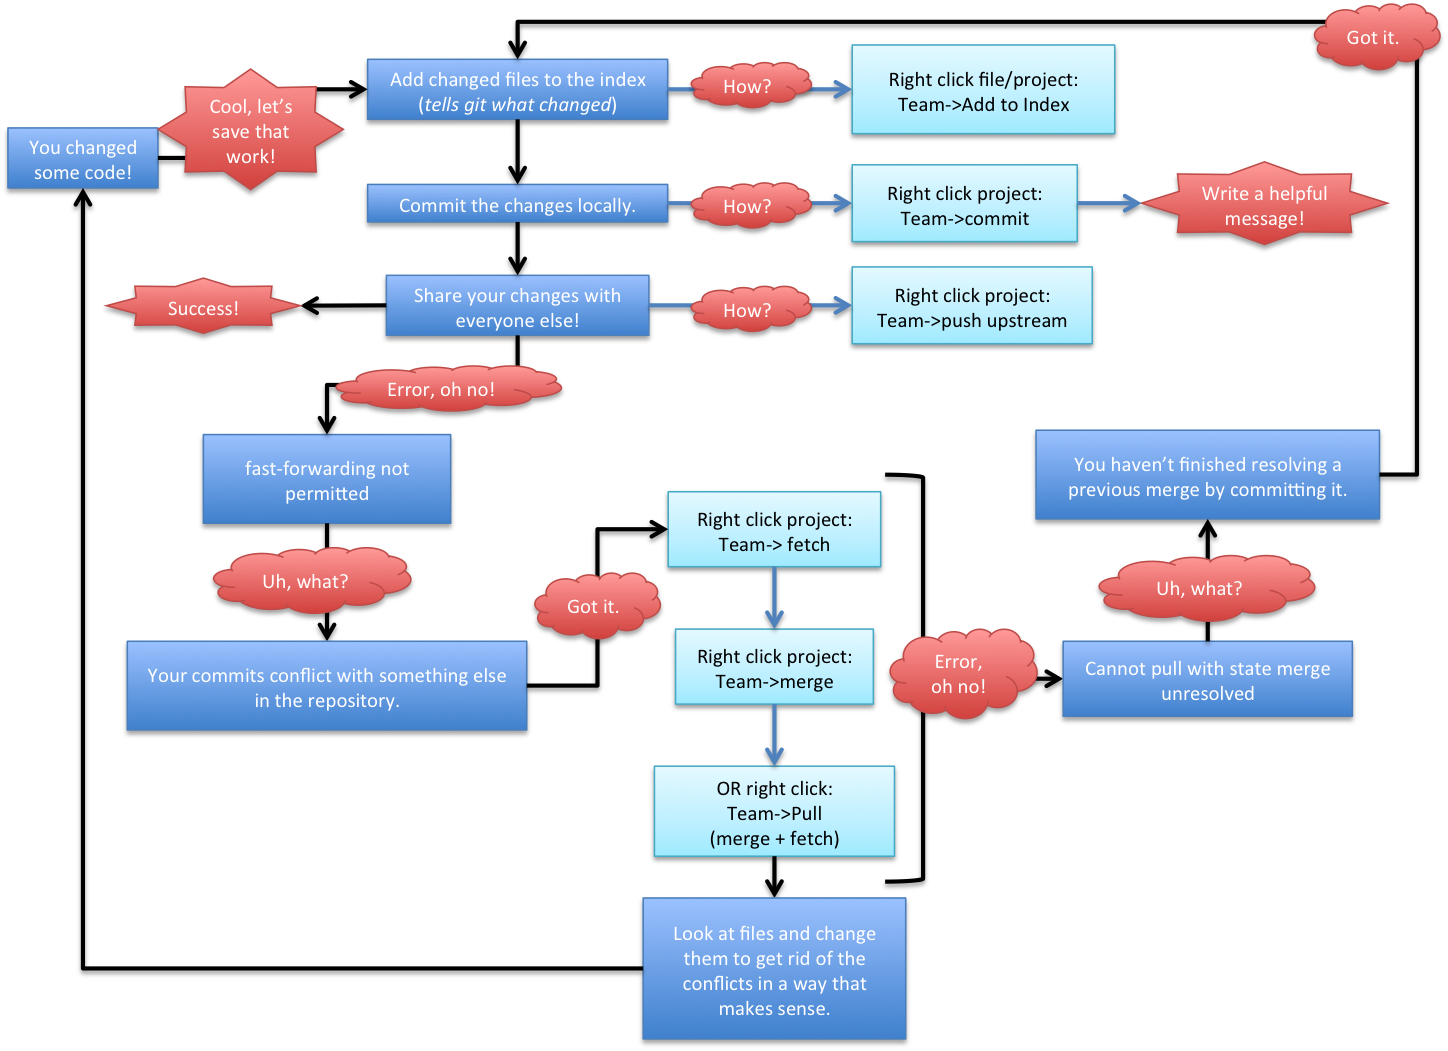 Got it.
Add changed files to the index
(tells git what changed)
How?
Right click file/project:
Team->Add to Index
Cool, let's
save that
work!
You changed
some code!
Commit the changes locally.
How?
Right click project:
Team->commit
Write a helpful
message!
Share your changes with
everyone else!
How?
Right click project:
Team->push upstream
Success!
Error, oh no!
fast-forwarding not
permitted
Uh, what?
Your commits conflict with something else
in the repository.
Got it.
Right click project:
Team-> fetch
Right click project:
Team->merge
OR right click:
Team->Pull
(merge + fetch)
Look at files and change
them to get rid of the
conflicts in a way that
makes sense.
Error,
oh no!
Cannot pull with state merge
unresolved
Uh, what?
You haven't finished resolving a
previous merge by committing it.